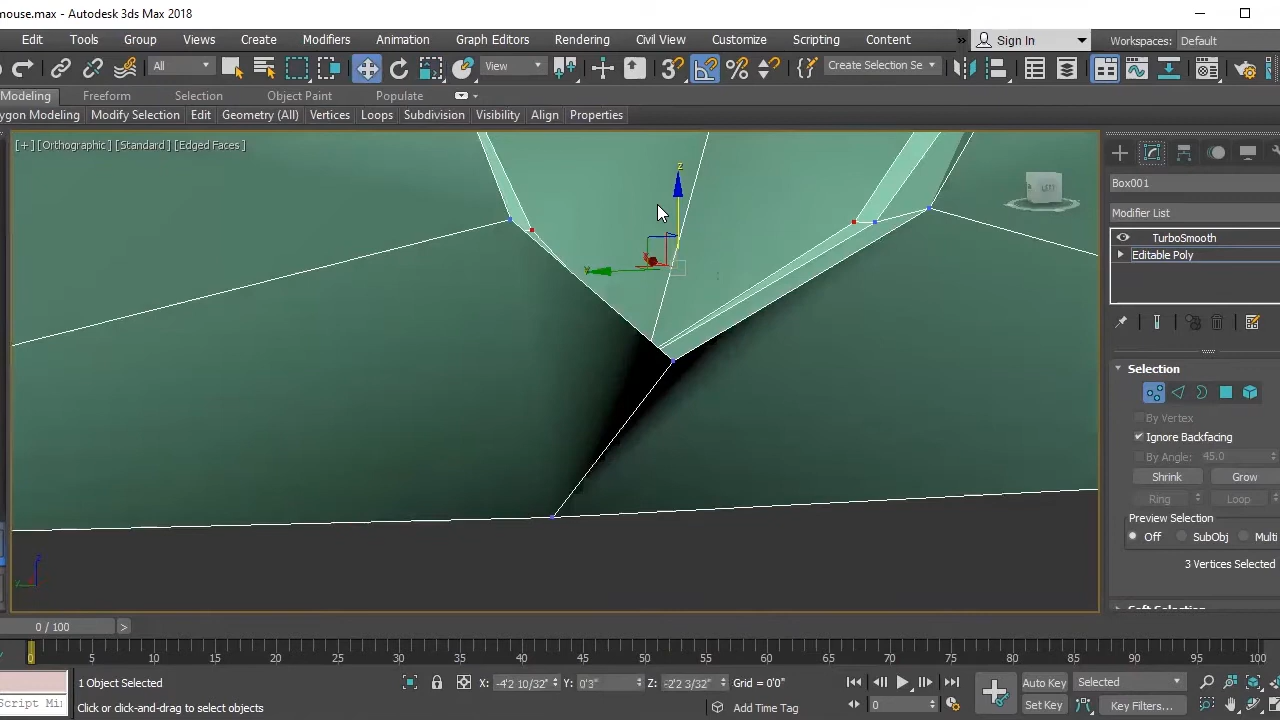 mouse.max - Autodesk 3ds Max 2018
Edit Tools Group Views Create Modifiers Animation Graph Editors Rendering Civil View Customize Scripting Content » Sign In Workspaces: Default
All View Create Selection Se
Modeling Freeform Selection Object Paint Populate
ygon Modeling Modify Selection Edit Geometry (All) Vertices Loops Subdivision Visibility Align Properties
[+] [Orthographic ] [Standard ] [Edged Faces ]
z
y
Box001
Modifier List
TurboSmooth
Editable Poly
Selection
By Vertex
Ignore Backfacing
By Angle: 45.0
Shrink Grow
Ring Loop
Preview Selection
Off SubObj Multi
3 Vertices Selected
Soft Selection
0 / 100 >
0 5 10 15 20 25 30 35 40 45 50 55 60 65 70 75 80 85 90 95 100
1 Object Selected X: -4'2 10/32" Y: 0'3" Z: -2'2 3/32" Grid = 0'0" Auto Key Selected
Script Mi
Click or click-and-drag to select objects Add Time Tag 0 Set Key Key Filters...